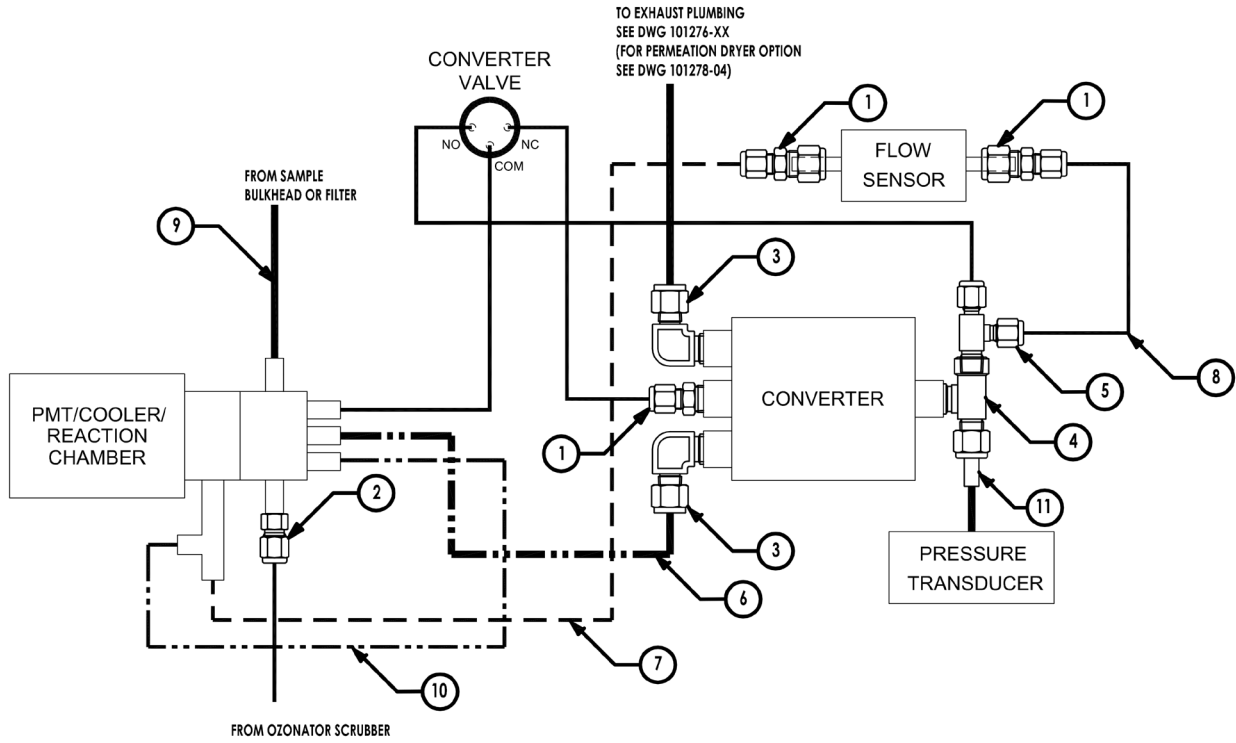 TO EXHAUST PLUMBING
SEE DWG 101276-XX
(FOR PERMEATION DRYER OPTION
SEE DWG 101278-04)
CONVERTER
VALVE
NO
NC
COM
1
1
FLOW
SENSOR
FROM SAMPLE
BULKHEAD OR FILTER
9
3
PMT/COOLER/
REACTION
CHAMBER
CONVERTER
5
8
1
4
2
11
3
PRESSURE
TRANSDUCER
6
7
10
FROM OZONATOR SCRUBBER